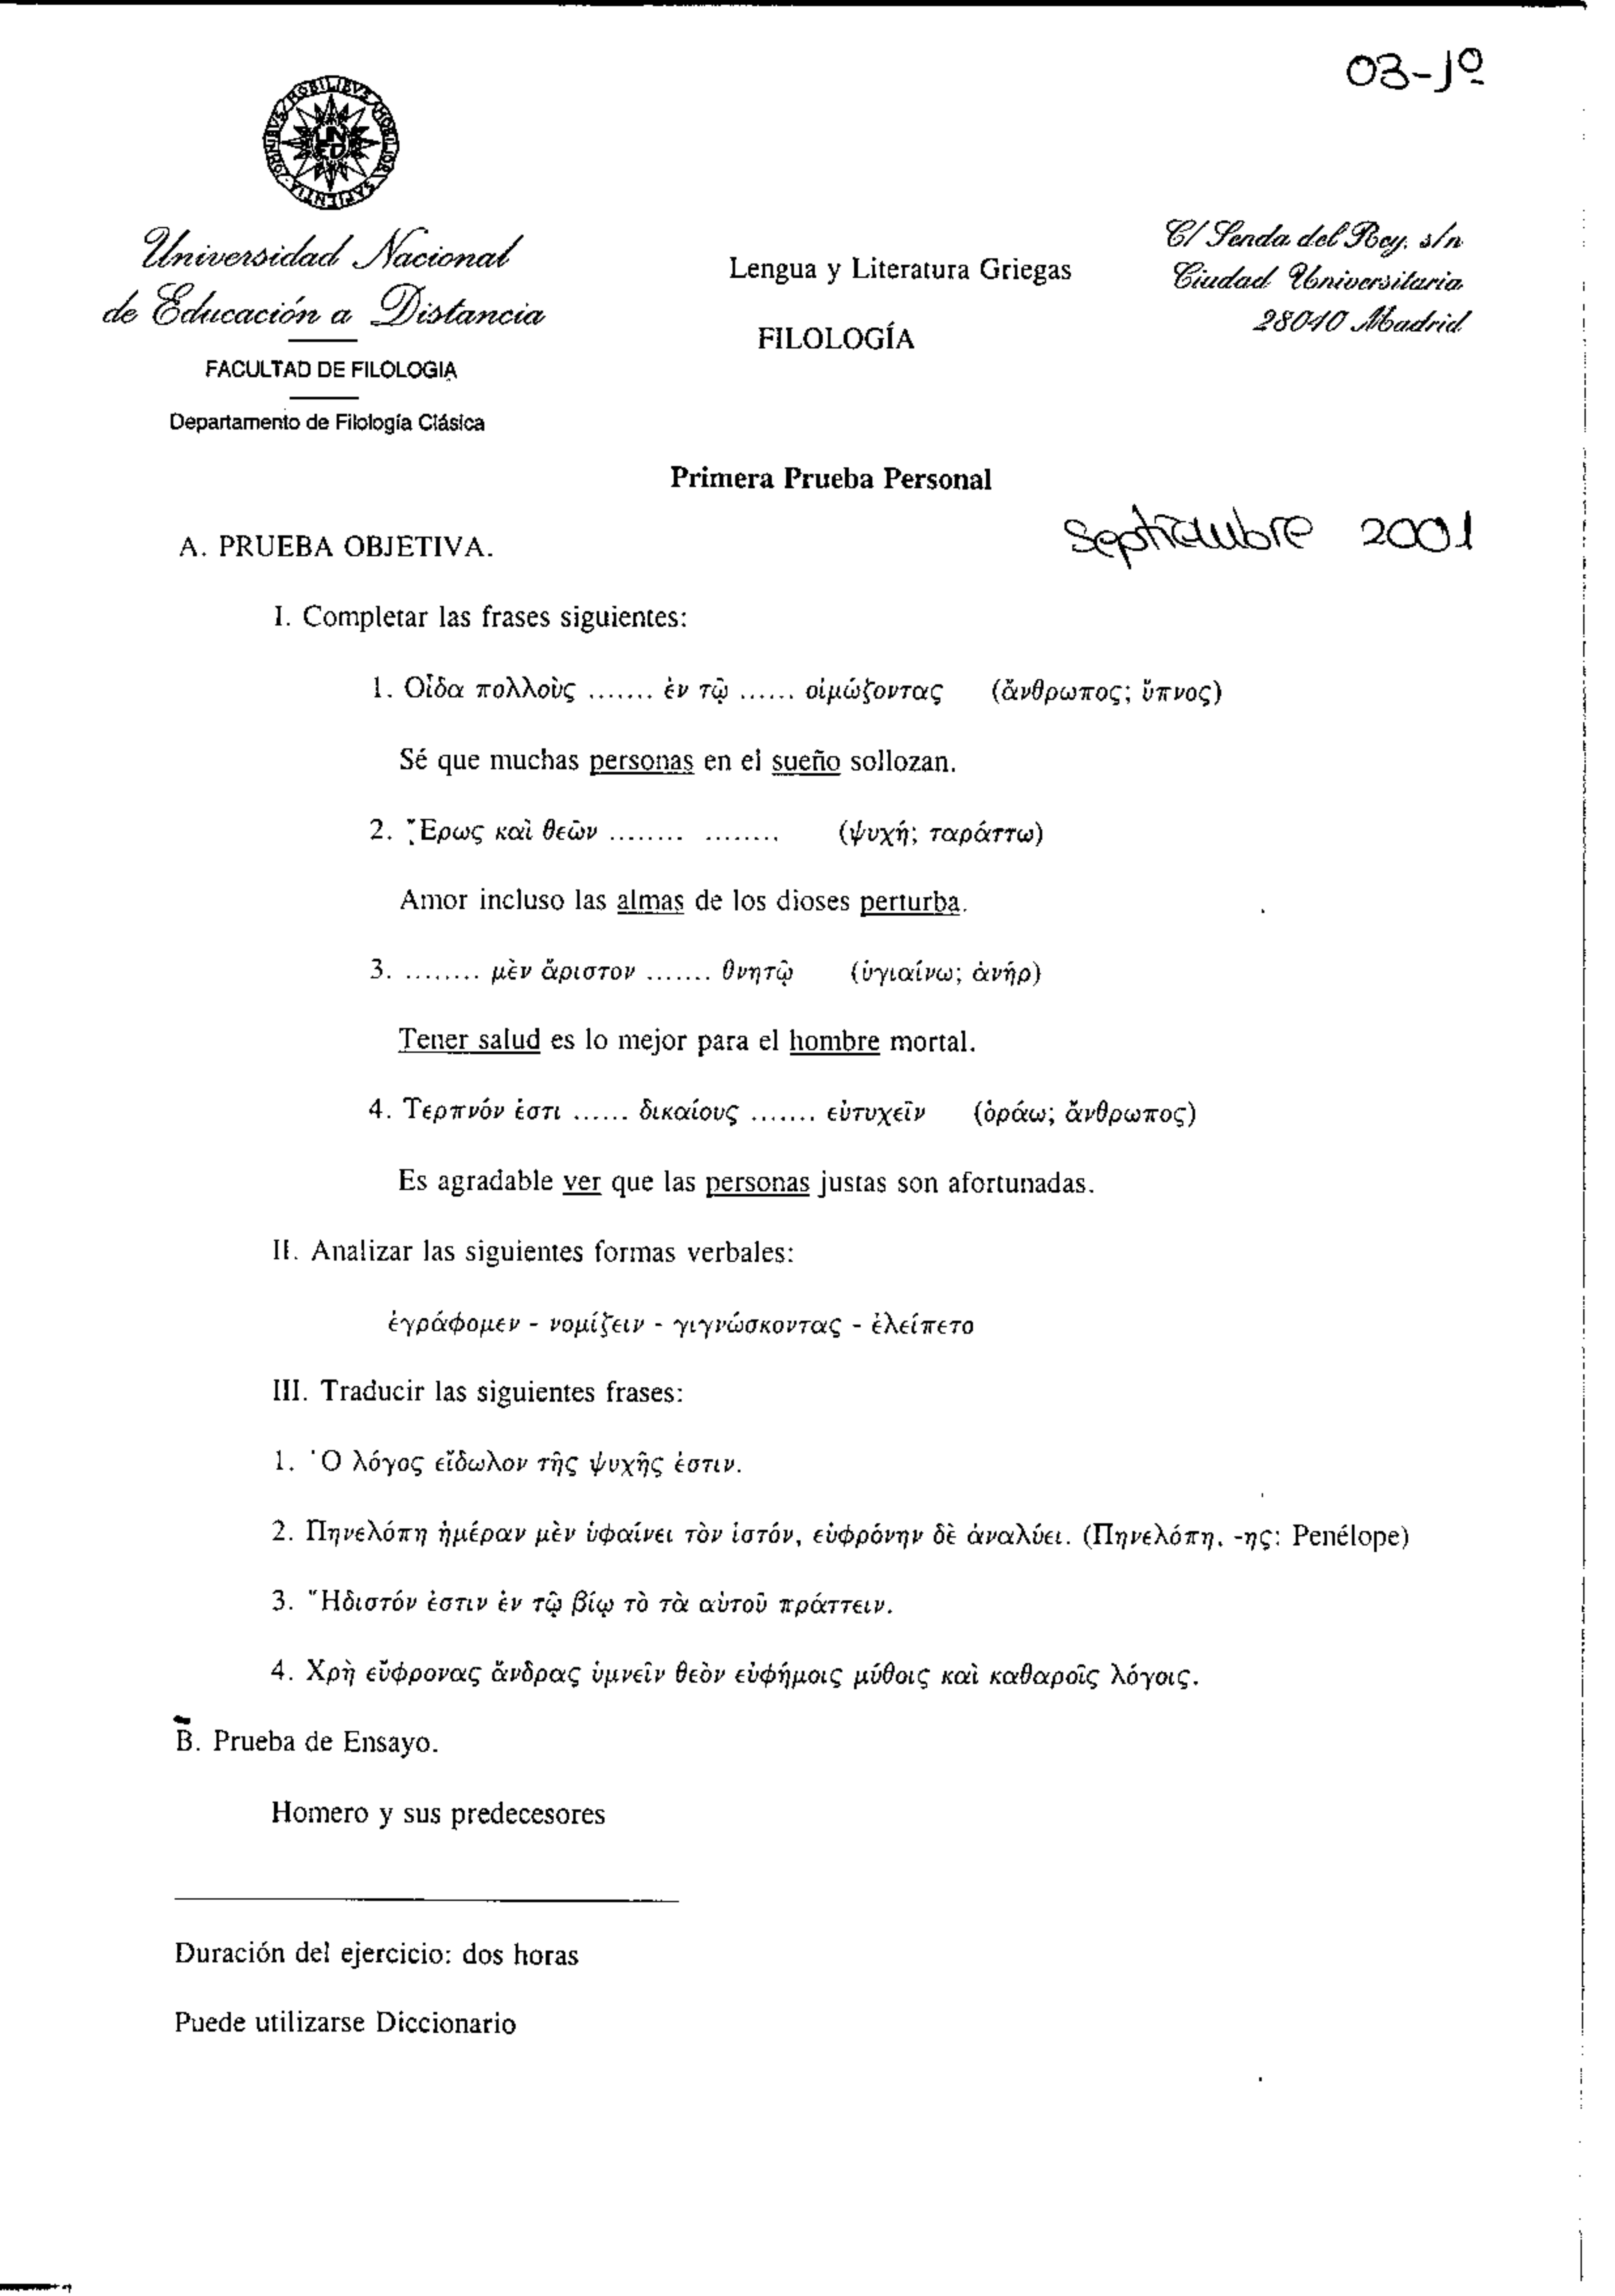 03-1º
OMNIBVS MOBILIBVS MOBILIOR SAPIENTIA
UNED
Universidad Nacional
de Educación a Distancia
FACULTAD DE FILOLOGIA
Departamento de Filología Clásica
Lengua y Literatura Griegas
FILOLOGÍA
C/ Senda del Rey, s/n
Ciudad Universitaria
28040 Madrid
Primera Prueba Personal
Septiembre 2001
A. PRUEBA OBJETIVA.
I. Completar las frases siguientes:
1. Οἶδα πολλοὺς ....... ἐν τῷ ...... οἰμώζοντας (ἄνθρωπος; ὕπνος)
Sé que muchas personas en el sueño sollozan.
2. Ἔρως καὶ θεῶν ........ ........ (ψυχή; ταράττω)
Amor incluso las almas de los dioses perturba.
3. ........ μὲν ἄριστον ....... θνητῷ (ὑγιαίνω; ἀνήρ)
Tener salud es lo mejor para el hombre mortal.
4. Τερπνόν ἐστι ...... δικαίους ....... εὐτυχεῖν (ὁράω; ἄνθρωπος)
Es agradable ver que las personas justas son afortunadas.
II. Analizar las siguientes formas verbales:
ἐγράφομεν - νομίζειν - γιγνώσκοντας - ἐλείπετο
III. Traducir las siguientes frases:
1. Ὁ λόγος εἴδωλον τῆς ψυχῆς ἐστιν.
2. Πηνελόπη ἡμέραν μὲν ὑφαίνει τὸν ἱστόν, εὐφρόνην δὲ ἀναλύει. (Πηνελόπη, -ης: Penélope)
3. Ἥδιστόν ἐστιν ἐν τῷ βίῳ τὸ τὰ αὑτοῦ πράττειν.
4. Χρὴ εὔφρονας ἄνδρας ὑμνεῖν θεὸν εὐφήμοις μύθοις καὶ καθαροῖς λόγοις.
B. Prueba de Ensayo.
Homero y sus predecesores
Duración del ejercicio: dos horas
Puede utilizarse Diccionario